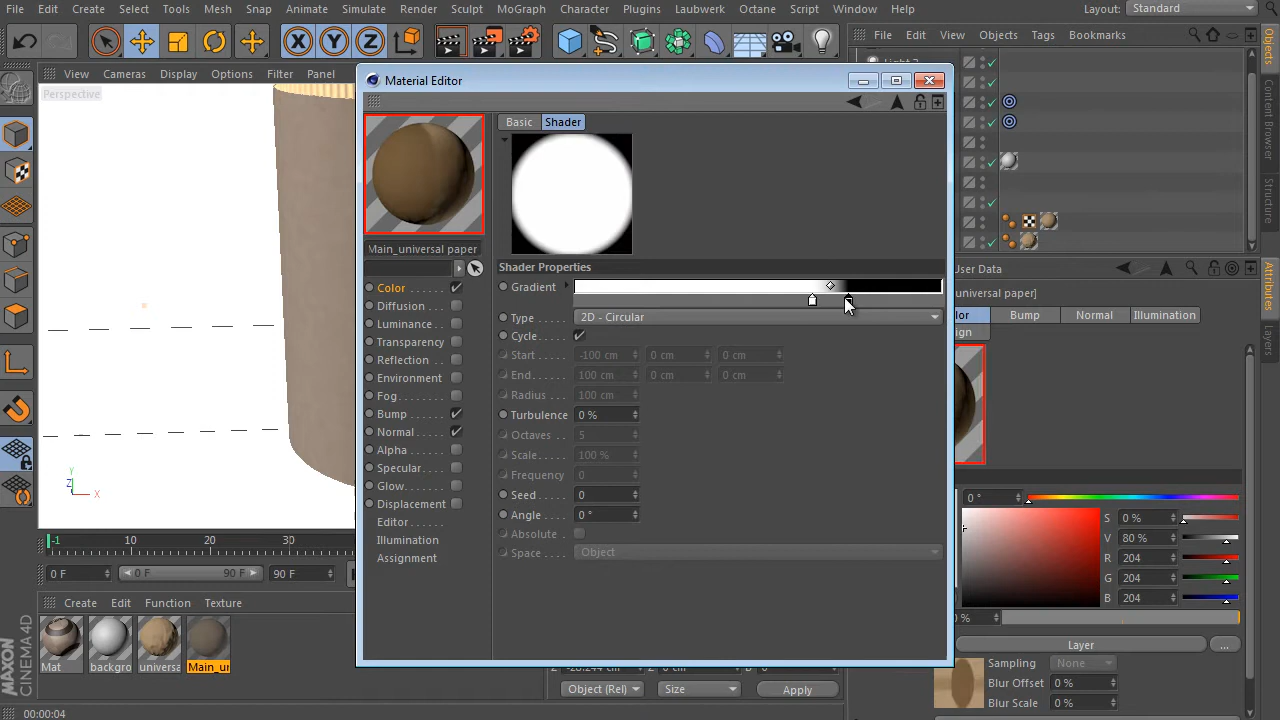 File Edit Create Select Tools Mesh Snap Animate Simulate Render Sculpt MoGraph Character Plugins Laubwerk Octane Script Window Help Layout: Standard
File Edit View Objects Tags Bookmarks
View Cameras Display Options Filter Panel
Perspective
Material Editor
Basic Shader
Main_universal paper
Color
Diffusion
Luminance
Transparency
Reflection
Environment
Fog
Bump
Normal
Alpha
Specular
Glow
Displacement
Editor
Illumination
Assignment
Shader Properties
Gradient
Type 2D - Circular
Cycle
Start -100 cm 0 cm 0 cm
End 100 cm 0 cm 0 cm
Radius 100 cm
Turbulence 0 %
Octaves 5
Scale 100 %
Frequency 0
Seed 0
Angle 0 °
Absolute
Space Object
User Data
universal paper]
Bump Normal Illumination
0 °
S 0 %
V 80 %
R 204
G 204
B 204
Layer ...
Sampling None
Blur Offset 0 %
Blur Scale 0 %
Objects
Structure
Attributes
Layers
Y
Z
X
-1 10 20 30
0 F 0 F 90 F 90 F
Create Edit Function Texture
Mat backgro universa Main_ur
Object (Rel) Size Apply
MAXON
CINEMA 4D
00:00:04